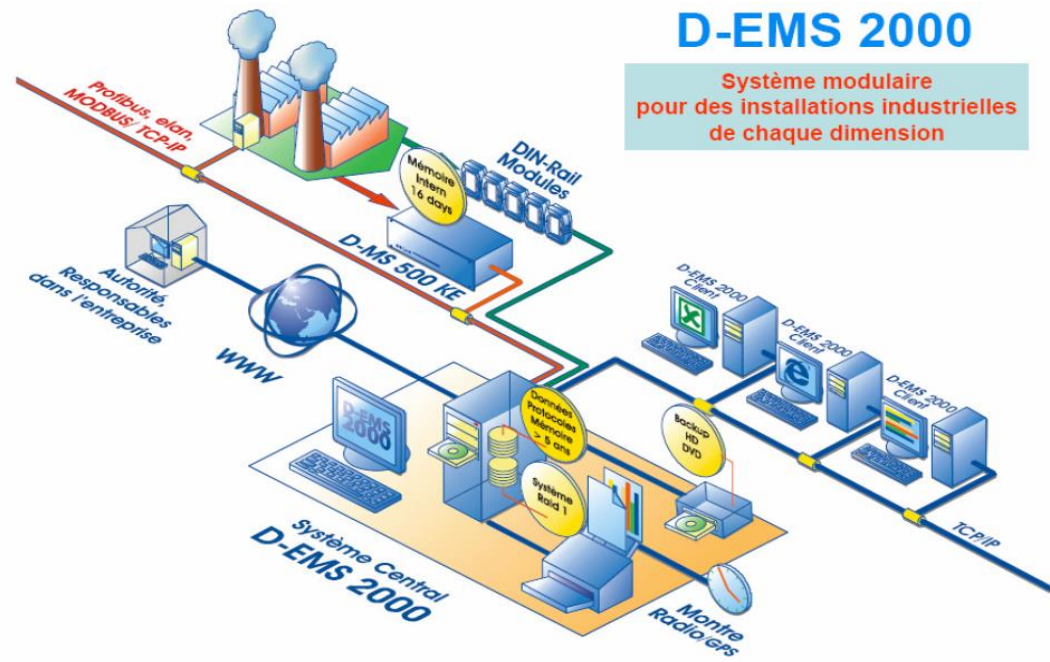 D-EMS 2000
Système modulaire
pour des installations industrielles
de chaque dimension
Profibus, elan,
MODBUS/ TCP-IP
Mémoire
Intern
16 days
DIN-Rail
Modules
D-MS 500 KE
Autorité,
Responsables
dans l'entreprise
WWW
D-EMS 2000
Client
D-EMS 2000
Client
D-EMS 2000
Client
D-EMS
2000
Données
Protocoles
Mémoire
> 5 ans
Backup
HD
DVD
Système
Raid 1
Système Central
D-EMS 2000
Montre
Radio/GPS
TCP/IP